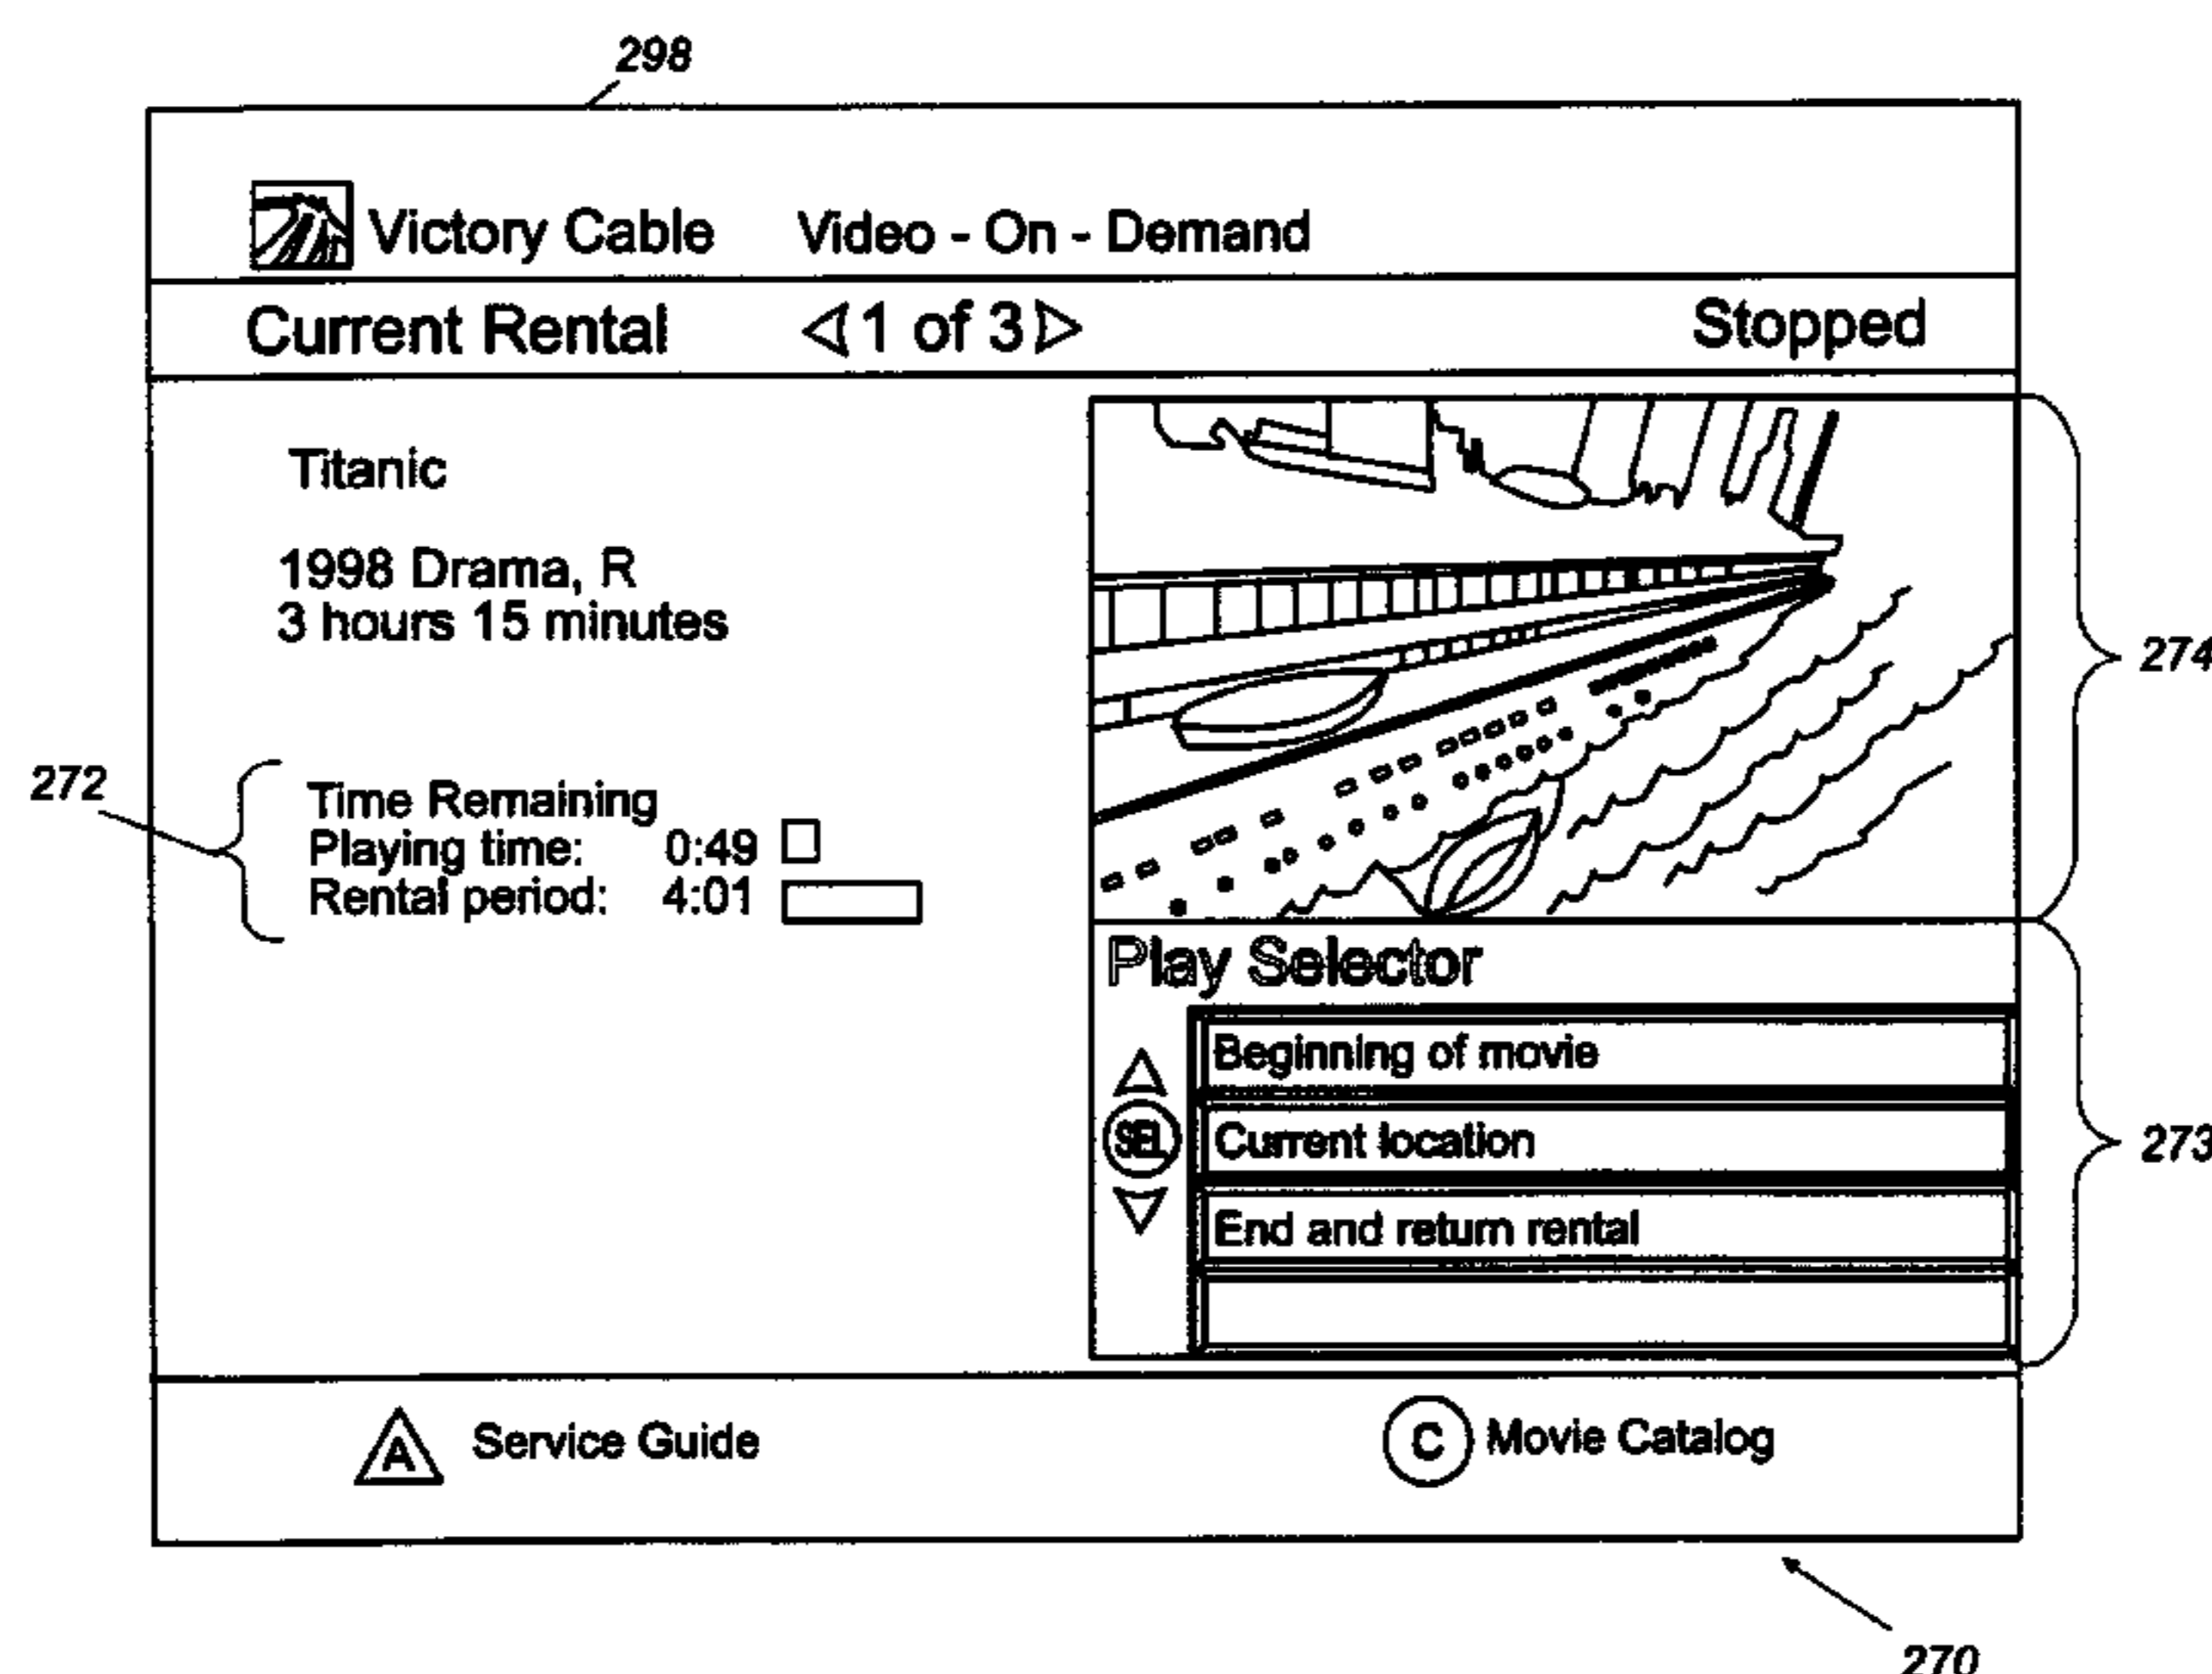 298
Victory Cable Video - On - Demand
Current Rental 1 of 3 Stopped
Titanic
1998 Drama, R
3 hours 15 minutes
274
272
Time Remaining
Playing time: 0:49
Rental period: 4:01
Play Selector
Beginning of movie
SEL
Current location
273
End and return rental
A Service Guide
C Movie Catalog
270